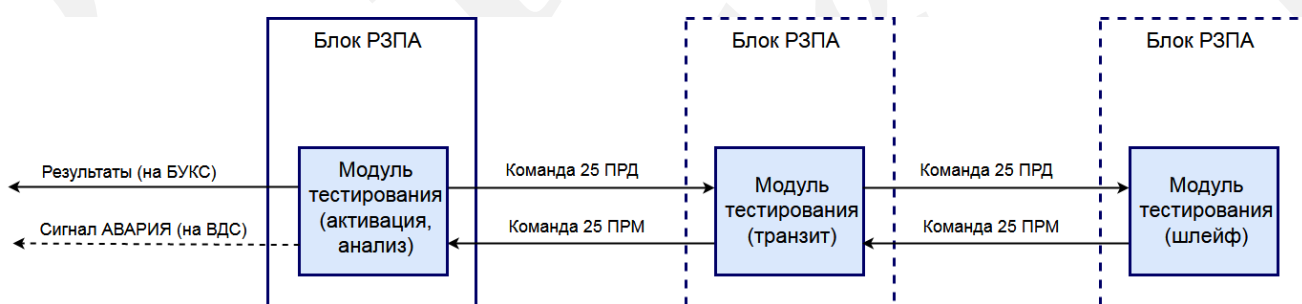 Блок РЗПА
Блок РЗПА
Блок РЗПА
Результаты (на БУКС)
Сигнал АВАРИЯ (на ВДС)
Модуль
тестирования
(активация,
анализ)
Команда 25 ПРД
Команда 25 ПРМ
Модуль
тестирования
(транзит)
Команда 25 ПРД
Команда 25 ПРМ
Модуль
тестирования
(шлейф)